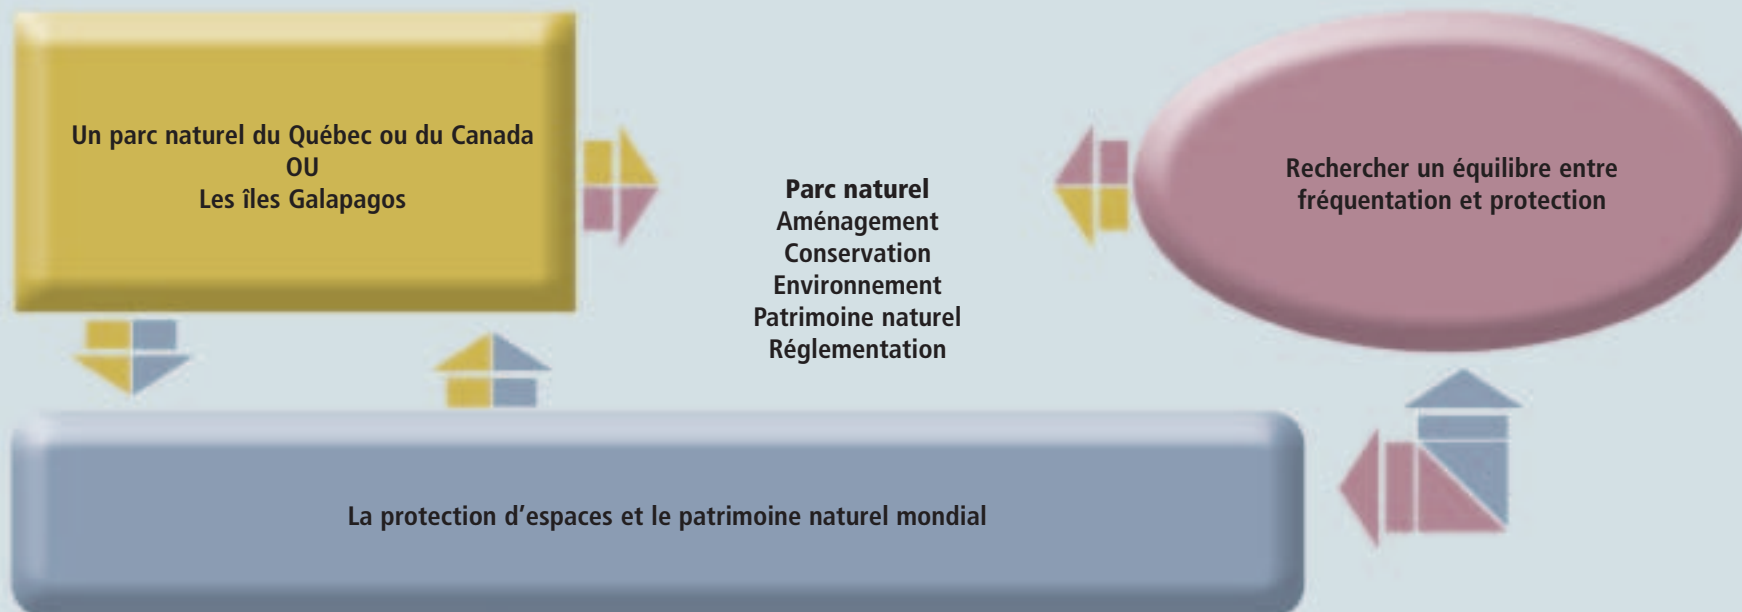 Un parc naturel du Québec ou du Canada
OU
Les îles Galapagos
Parc naturel
Aménagement
Conservation
Environnement
Patrimoine naturel
Réglementation
Rechercher un équilibre entre
fréquentation et protection
La protection d’espaces et le patrimoine naturel mondial